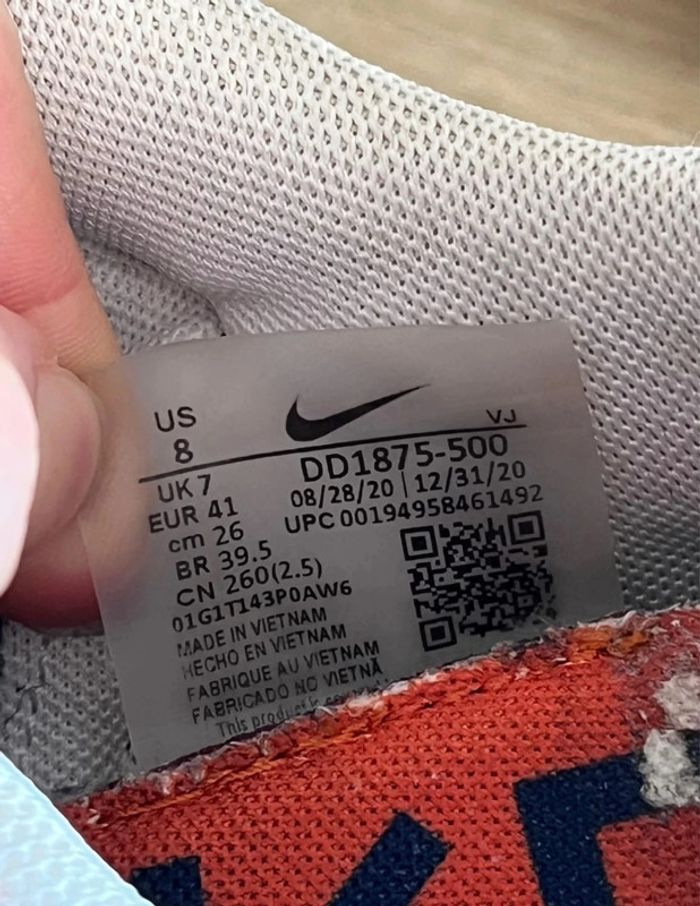 US
8
VJ
UK 7
DD1875-500
EUR 41
08/28/20 | 12/31/20
cm 26
UPC 00194958461492
BR 39.5
CN 260(2.5)
01G1T143P0AW6
MADE IN VIETNAM
HECHO EN VIETNAM
FABRIQUE AU VIETNAM
FABRICADO NO VIETNÃ
This product